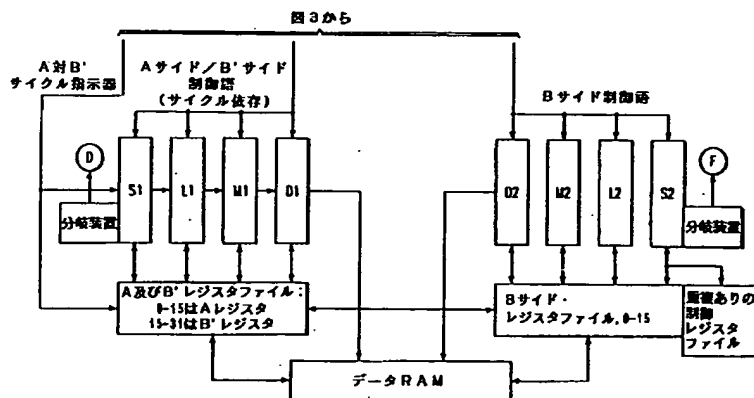 図3から
A対B'
サイクル指示器
Aサイド/B'サイド
制御語
(サイクル依存)
Bサイド制御語
D
F
S1
L1
M1
D1
D2
M2
L2
S2
分岐装置
分岐装置
A及びB'レジスタファイル:
0-15はAレジスタ
15-31はB'レジスタ
Bサイド・
レジスタファイル,0-15
重複ありの
制御
レジスタ
ファイル
データRAM